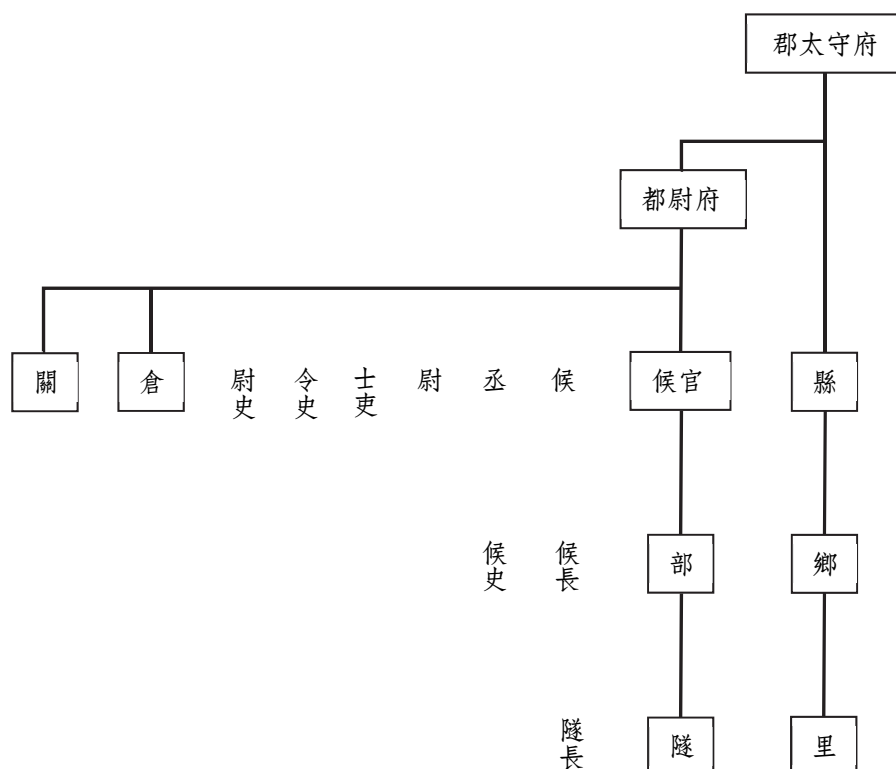 郡太守府
都尉府
關
倉
尉史
令史
士吏
尉
丞
候
候官
縣
候史
候長
部
鄉
隧長
隧
里